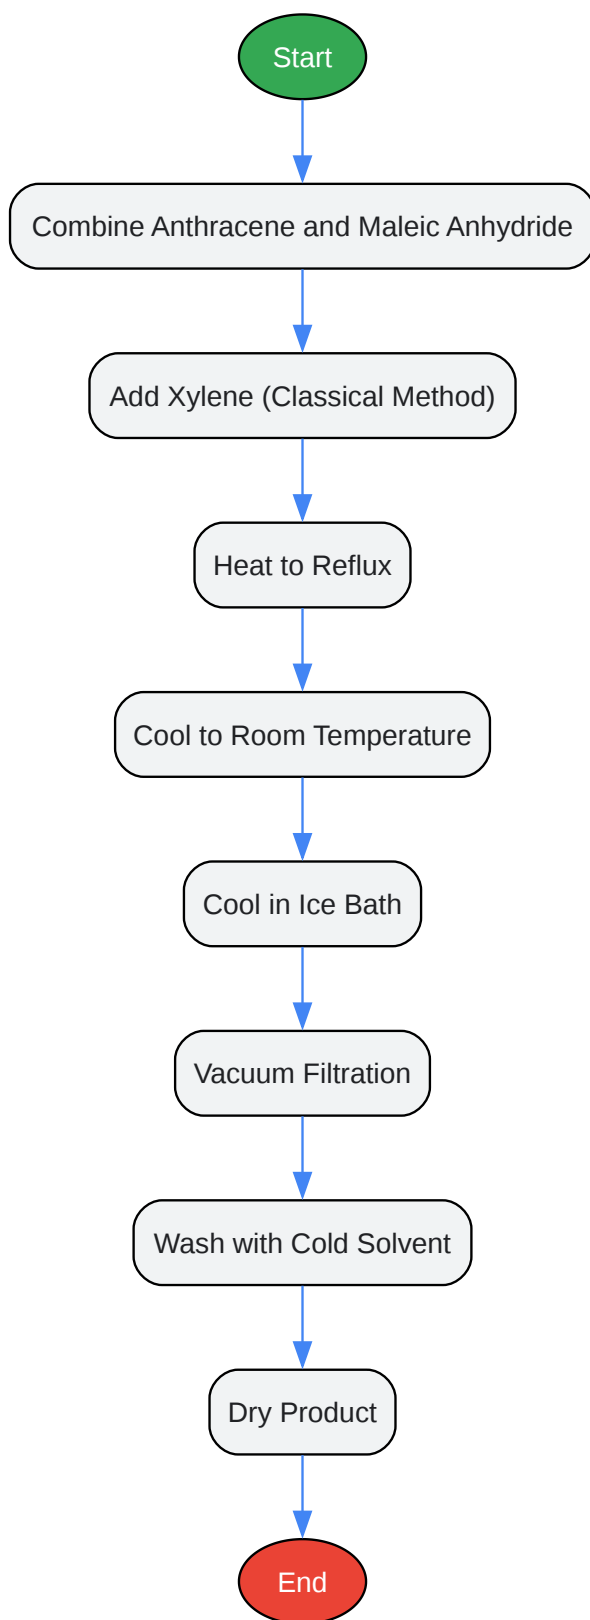 Start
Combine Anthracene and Maleic Anhydride
Add Xylene (Classical Method)
Heat to Reflux
Cool to Room Temperature
Cool in Ice Bath
Vacuum Filtration
Wash with Cold Solvent
Dry Product
End